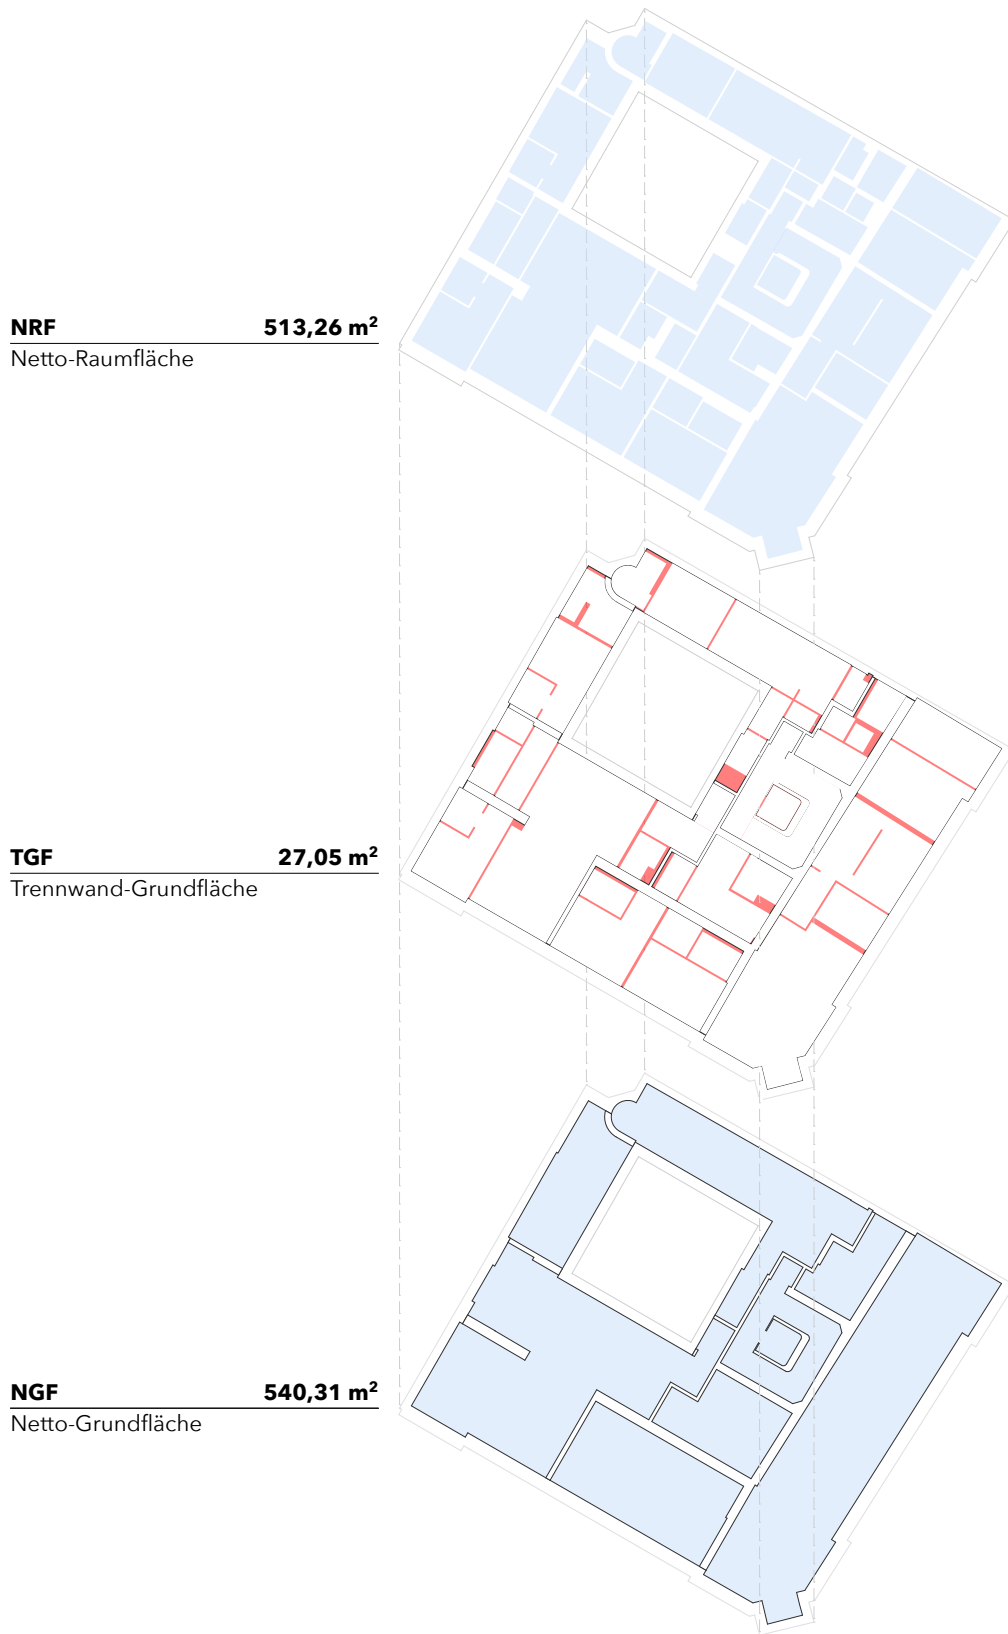 NRF 513,26 m²
Netto-Raumfläche
TGF 27,05 m²
Trennwand-Grundfläche
NGF 540,31 m²
Netto-Grundfläche